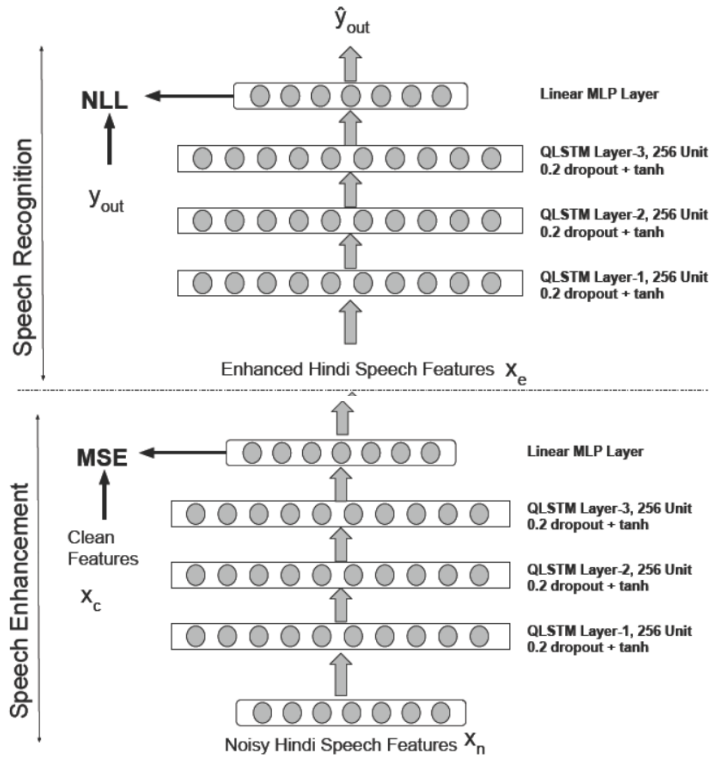 ŷout
NLL
Linear MLP Layer
yout
QLSTM Layer-3, 256 Unit
0.2 dropout + tanh
QLSTM Layer-2, 256 Unit
0.2 dropout + tanh
QLSTM Layer-1, 256 Unit
0.2 dropout + tanh
Speech Recognition
Enhanced Hindi Speech Features xe
MSE
Linear MLP Layer
Clean
Features
xc
QLSTM Layer-3, 256 Unit
0.2 dropout + tanh
QLSTM Layer-2, 256 Unit
0.2 dropout + tanh
QLSTM Layer-1, 256 Unit
0.2 dropout + tanh
Speech Enhancement
Noisy Hindi Speech Features xn